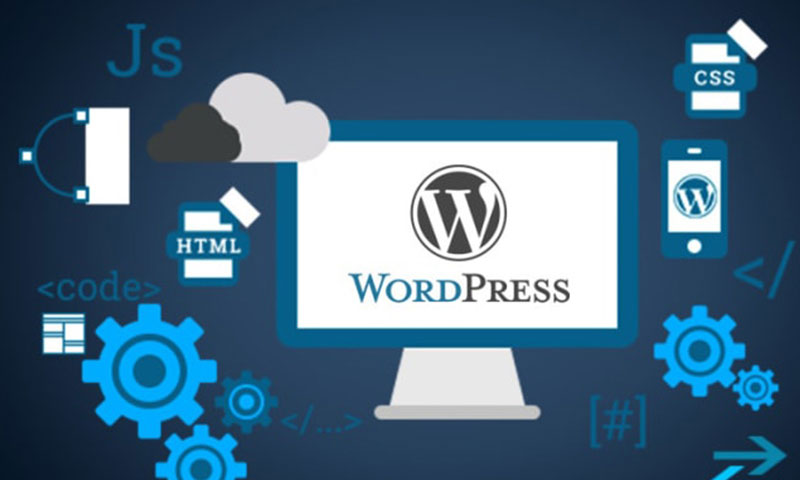 Js
CSS
HTML
W
WORDPRESS
W
<code>
</
</...>
[#]